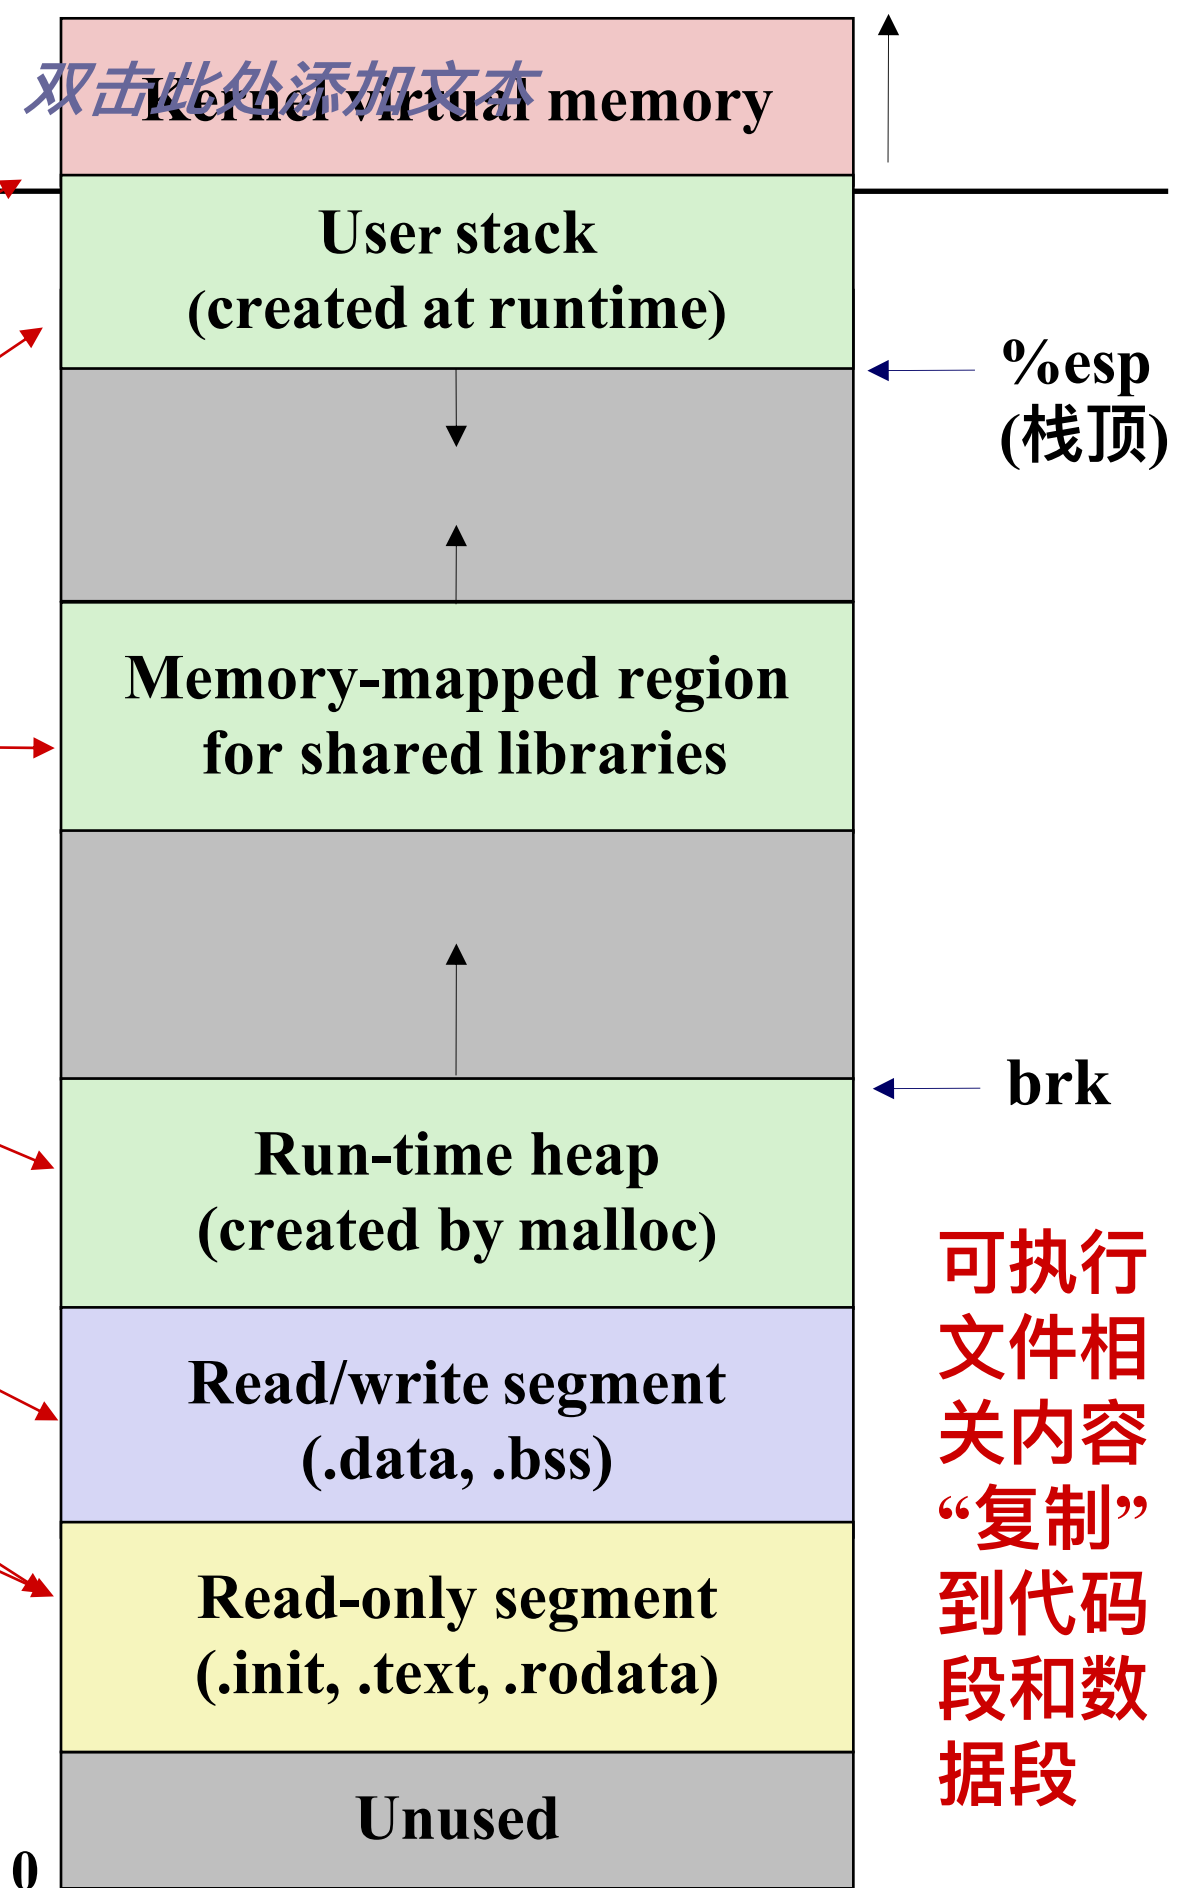 双击此处添加文本
Kernel virtual memory
User stack
(created at runtime)
%esp
(栈顶)
Memory-mapped region
for shared libraries
brk
Run-time heap
(created by malloc)
可执行
文件相
关内容
“复制”
到代码
段和数
据段
Read/write segment
(.data, .bss)
Read-only segment
(.init, .text, .rodata)
Unused
0